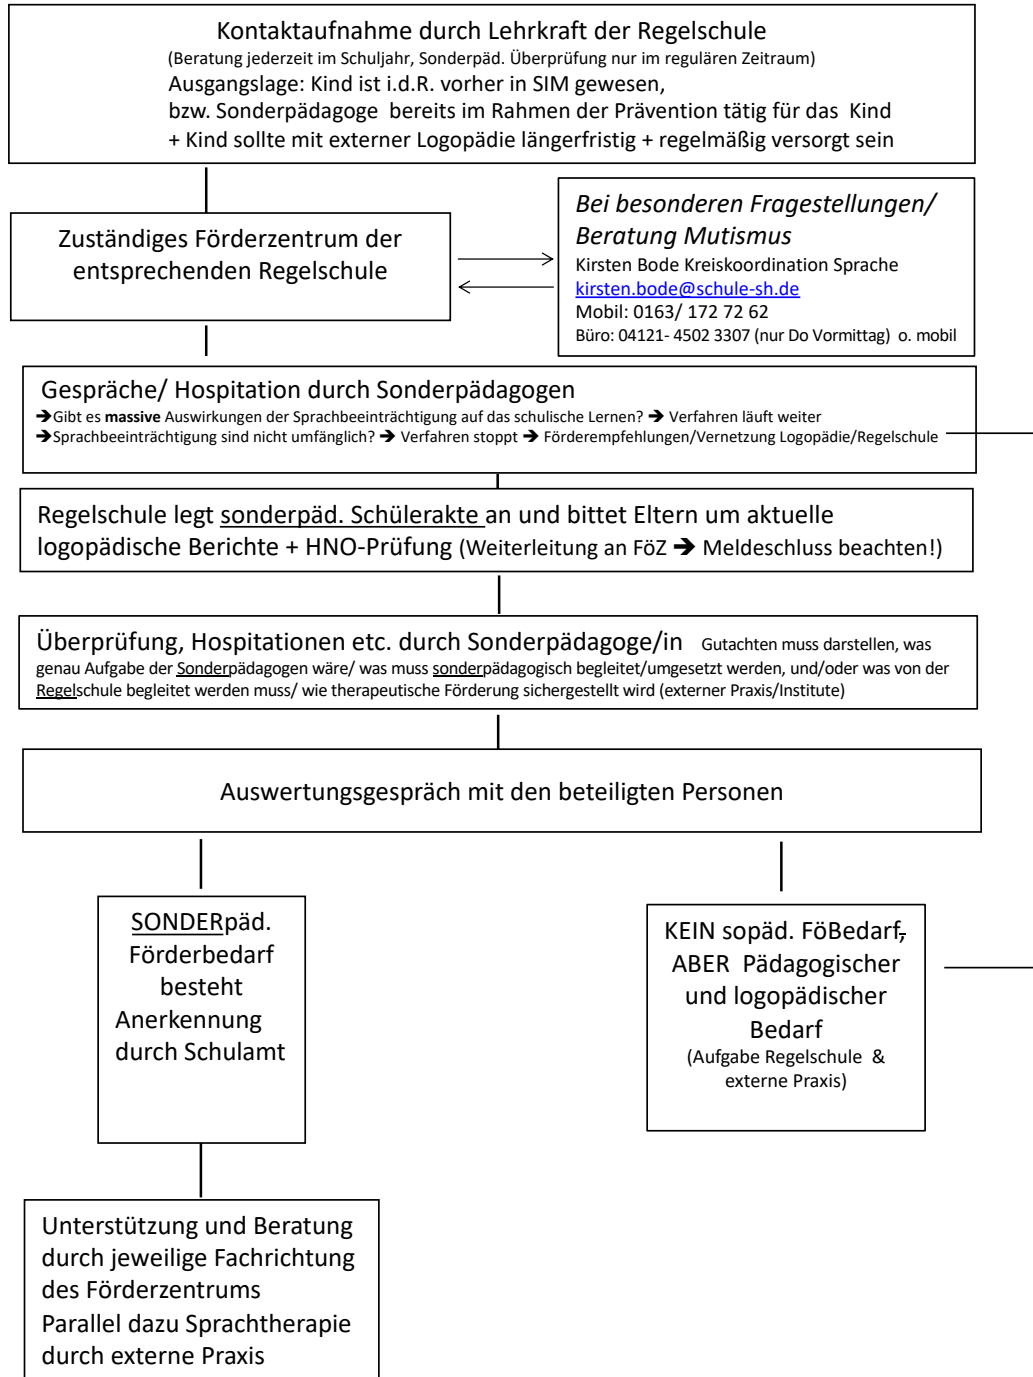 Kontaktaufnahme durch Lehrkraft der Regelschule
(Beratung jederzeit im Schuljahr, Sonderpäd. Überprüfung nur im regulären Zeitraum)
Ausgangslage: Kind ist i.d.R. vorher in SIM gewesen,
bzw. Sonderpädagoge bereits im Rahmen der Prävention tätig für das Kind
+ Kind sollte mit externer Logopädie längerfristig + regelmäßig versorgt sein
Zuständiges Förderzentrum der
entsprechenden Regelschule
Bei besonderen Fragestellungen/
Beratung Mutismus
Kirsten Bode Kreiskoordination Sprache
kirsten.bode@schule-sh.de
Mobil: 0163/ 172 72 62
Büro: 04121- 4502 3307 (nur Do Vormittag) o. mobil
Gespräche/ Hospitation durch Sonderpädagogen
➔Gibt es massive Auswirkungen der Sprachbeeinträchtigung auf das schulische Lernen? ➔ Verfahren läuft weiter
➔Sprachbeeinträchtigung sind nicht umfänglich? ➔ Verfahren stoppt ➔ Förderempfehlungen/Vernetzung Logopädie/Regelschule
Regelschule legt sonderpäd. Schülerakte an und bittet Eltern um aktuelle
logopädische Berichte + HNO-Prüfung (Weiterleitung an FöZ ➔ Meldeschluss beachten!)
Überprüfung, Hospitationen etc. durch Sonderpädagoge/in Gutachten muss darstellen, was
genau Aufgabe der Sonderpädagogen wäre/ was muss sonderpädagogisch begleitet/umgesetzt werden, und/oder was von der
Regelschule begleitet werden muss/ wie therapeutische Förderung sichergestellt wird (externer Praxis/Institute)
Auswertungsgespräch mit den beteiligten Personen
SONDERpäd.
Förderbedarf
besteht
Anerkennung
durch Schulamt
KEIN sopäd. FöBedarf,
ABER Pädagogischer
und logopädischer
Bedarf
(Aufgabe Regelschule &
externe Praxis)
Unterstützung und Beratung
durch jeweilige Fachrichtung
des Förderzentrums
Parallel dazu Sprachtherapie
durch externe Praxis